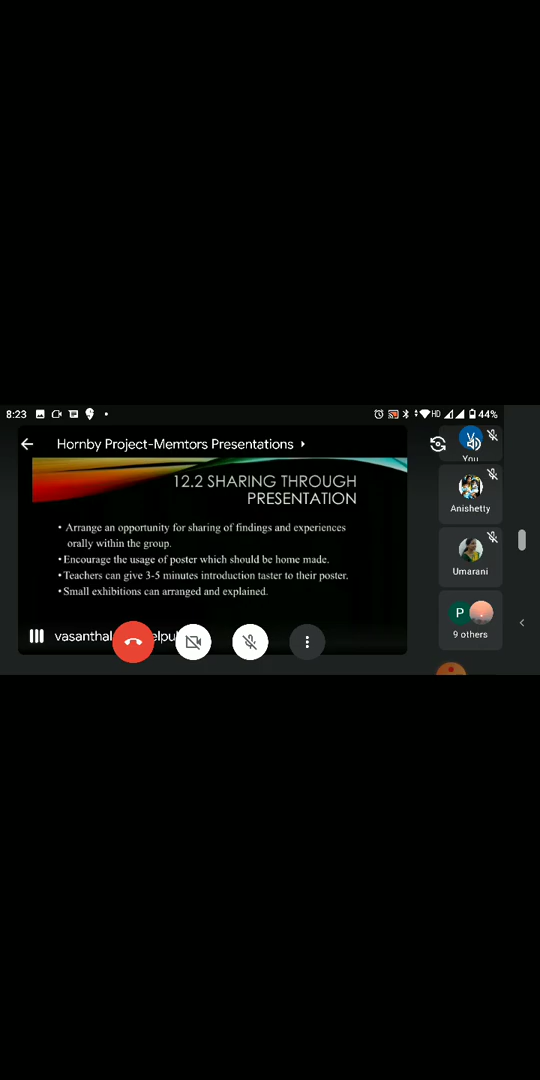 8:23
HD
44%
Hornby Project-Memtors Presentations
12.2 SHARING THROUGH
PRESENTATION
• Arrange an opportunity for sharing of findings and experiences
orally within the group.
• Encourage the usage of poster which should be home made.
• Teachers can give 3-5 minutes introduction taster to their poster.
• Small exhibitions can arranged and explained.
You
Anishetty
Umarani
P
9 others